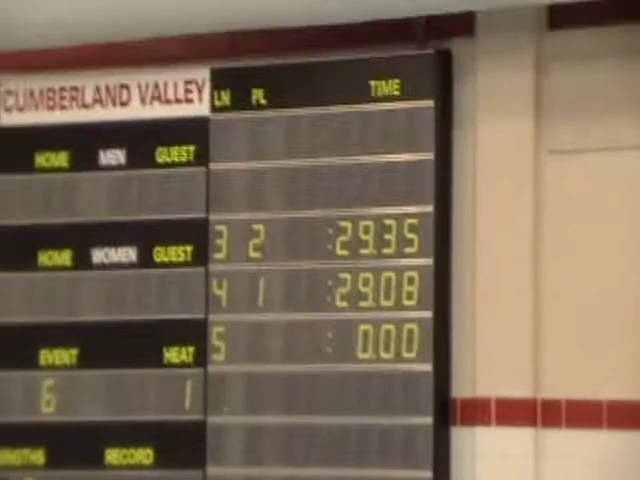 CUMBERLAND VALLEY
LN PL TIME
HOME MEN GUEST
3 2 :29.35
HOME WOMEN GUEST
4 1 :29.08
5 : 0.00
EVENT HEAT
6 1
RECORD